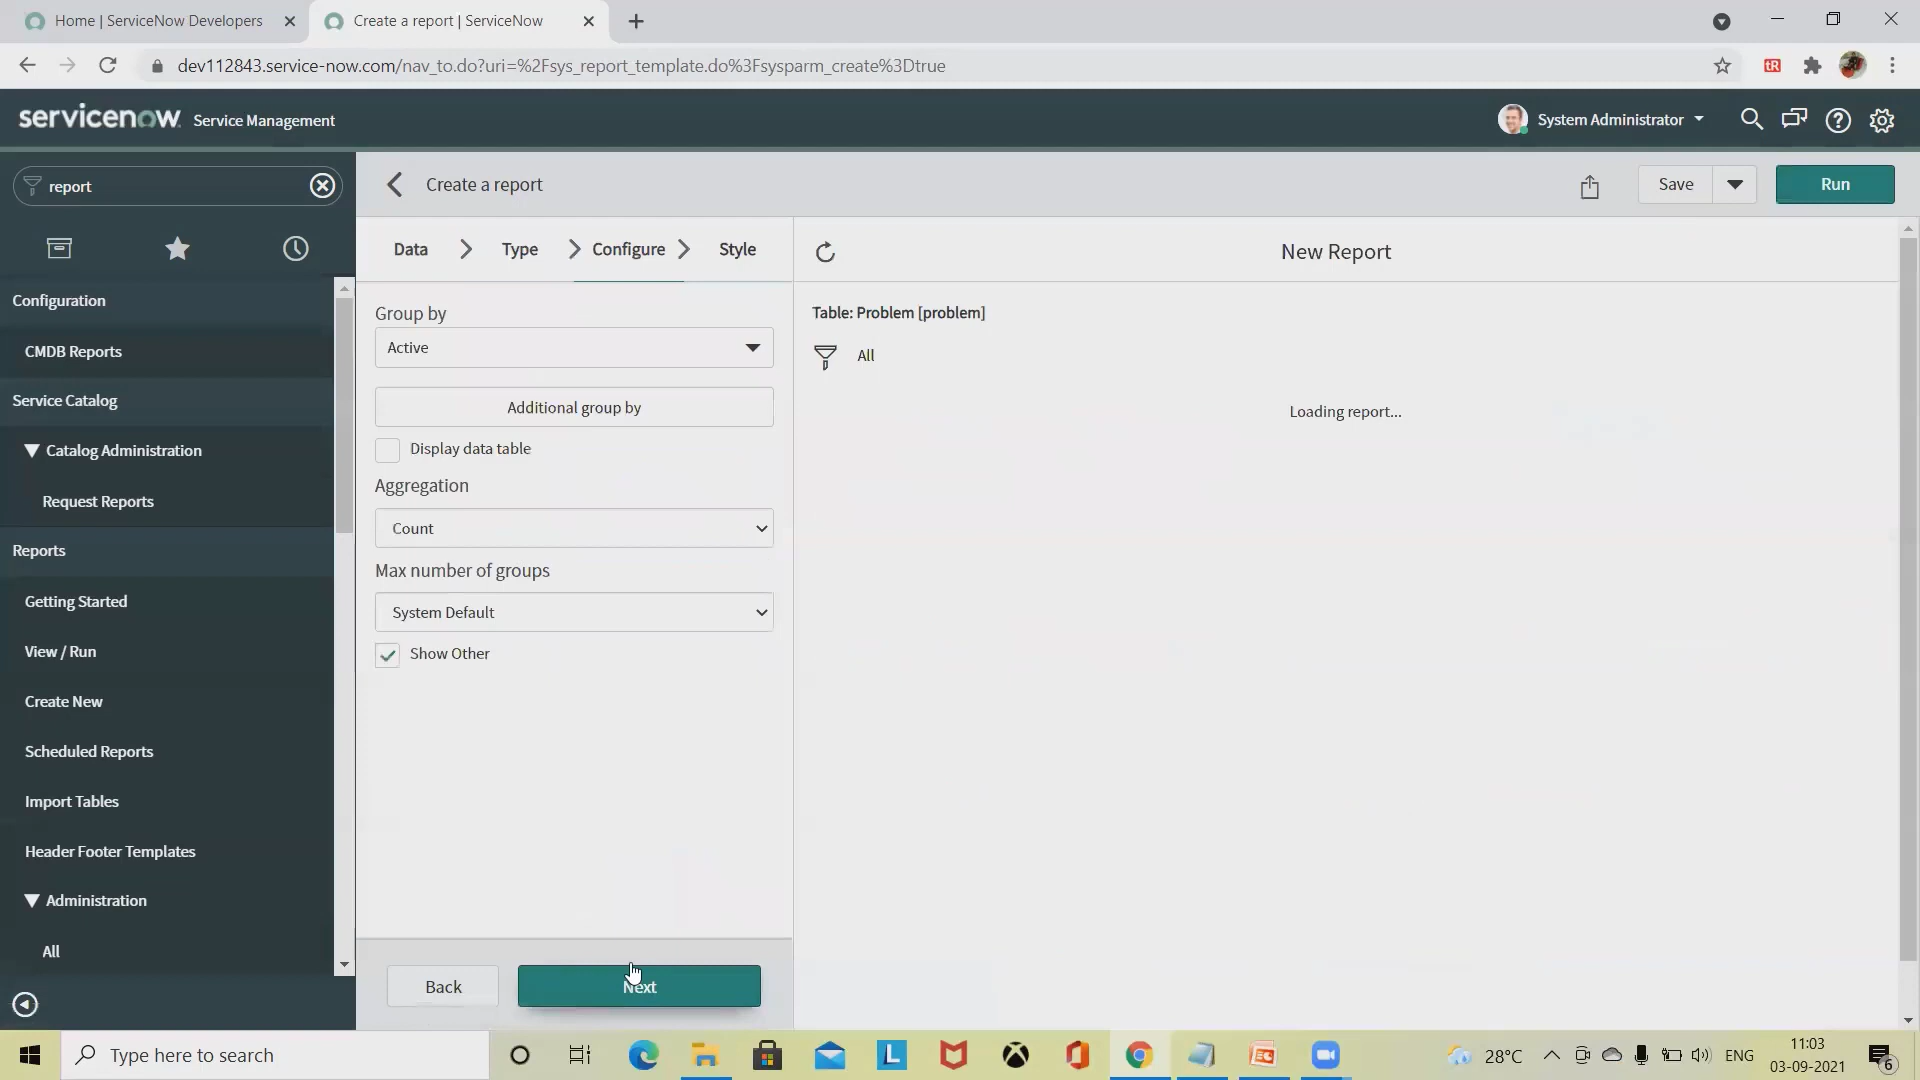 Home | ServiceNow Developers
Create a report | ServiceNow
dev112843.service-now.com/nav_to.do?uri=%2Fsys_report_template.do%3Fsysparm_create%3Dtrue
tR
servicenow Service Management
System Administrator
report
Create a report
Save
Run
Data
Type
Configure
Style
New Report
Configuration
CMDB Reports
Service Catalog
Catalog Administration
Request Reports
Reports
Getting Started
View / Run
Create New
Scheduled Reports
Import Tables
Header Footer Templates
Administration
All
Group by
Active
Additional group by
Display data table
Aggregation
Count
Max number of groups
System Default
Show Other
Back
Next
Table: Problem [problem]
All
Loading report...
Type here to search
L
28°C
ENG
11:03
03-09-2021
6